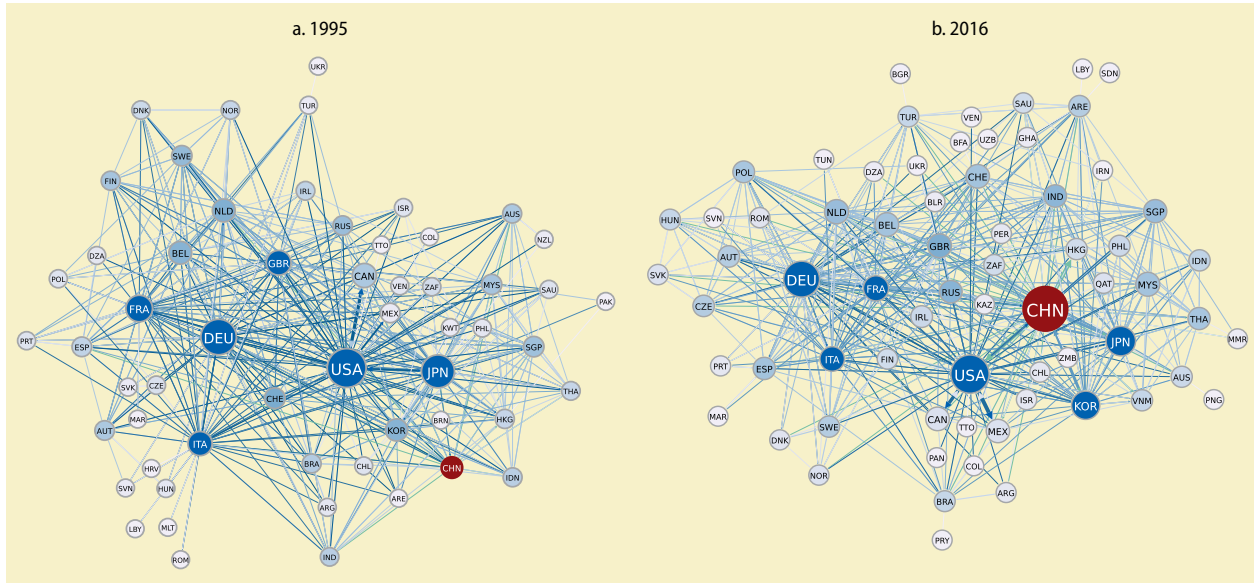 a. 1995
UKR
DNK
NOR
TUR
SWE
FIN
IRL
NLD
ISR
AUS
RUS
TTO
COL
NZL
BEL
DZA
GBR
CAN
POL
VEN
ZAF
MYS
SAU
PAK
FRA
MEX
KWT
PHL
DEU
PRT
ESP
SGP
USA
JPN
SVK
CZE
THA
CHE
MAR
BRN
HKG
AUT
KOR
ITA
HRV
BRA
CHL
CHN
IDN
SVN
HUN
ARE
ARG
LBY
MLT
ROM
IND
b. 2016
BGR
LBY
SDN
SAU
ARE
TUR
VEN
BFA
UZB
GHA
TUN
POL
DZA
UKR
CHE
IRN
IND
BLR
HUN
SVN
ROM
NLD
BEL
SGP
PER
GBR
HKG
PHL
AUT
ZAF
IDN
SVK
DEU
FRA
RUS
QAT
MYS
CZE
KAZ
IRL
CHN
THA
JPN
MMR
ITA
FIN
ZMB
PRT
ESP
USA
CHL
AUS
ISR
KOR
VNM
PNG
MAR
CAN
TTO
MEX
SWE
DNK
PAN
COL
NOR
BRA
ARG
PRY